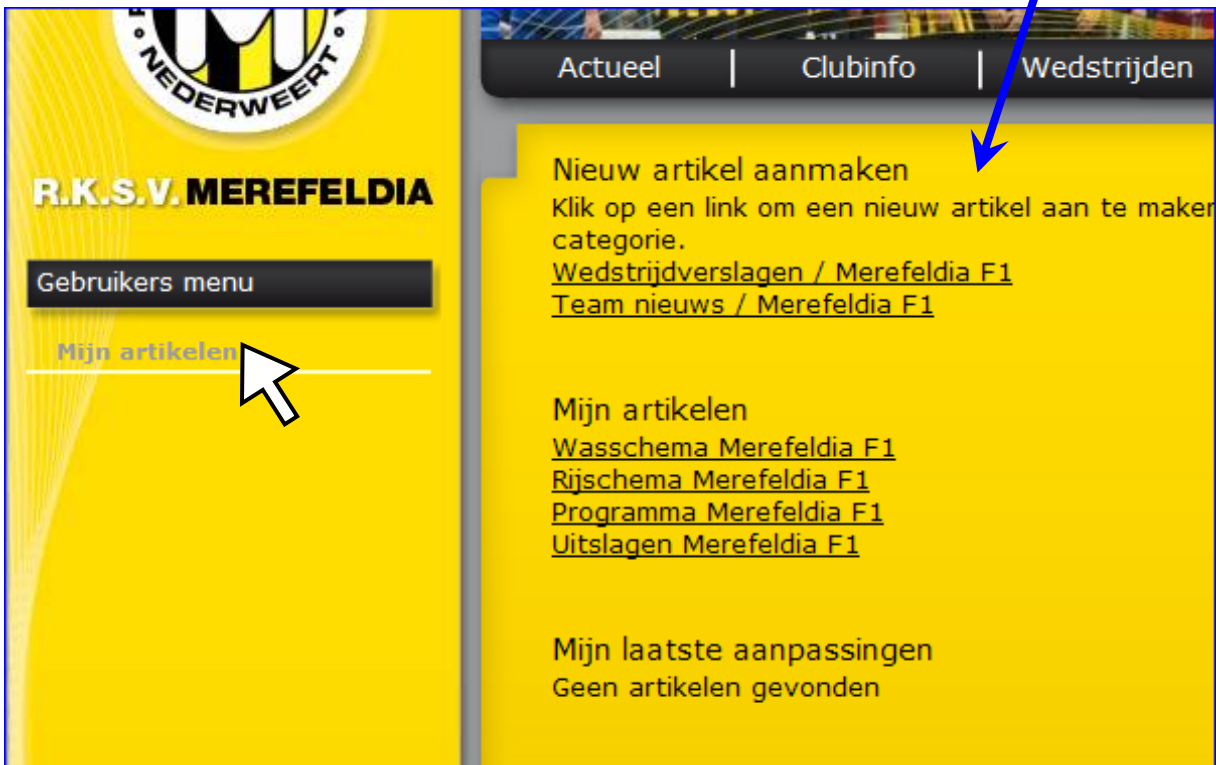 NEDERWEERT
R.K.S.V. MEREFELDIA
Gebruikers menu
Mijn artikelen
Actueel | Clubinfo | Wedstrijden
Nieuw artikel aanmaken
Klik op een link om een nieuw artikel aan te maken
categorie.
Wedstrijdverslagen / Merefeldia F1
Team nieuws / Merefeldia F1
Mijn artikelen
Wasschema Merefeldia F1
Rijschema Merefeldia F1
Programma Merefeldia F1
Uitslagen Merefeldia F1
Mijn laatste aanpassingen
Geen artikelen gevonden